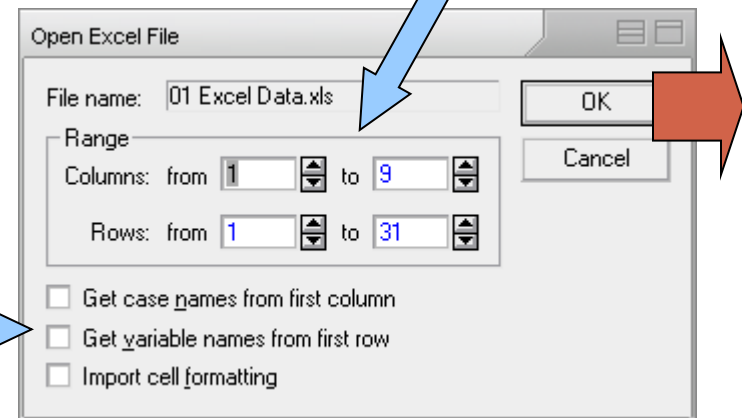 Open Excel File
File name: 01 Excel Data.xls
OK
Range
Cancel
Columns: from 1 to 9
Rows: from 1 to 31
Get case names from first column
Get variable names from first row
Import cell formatting